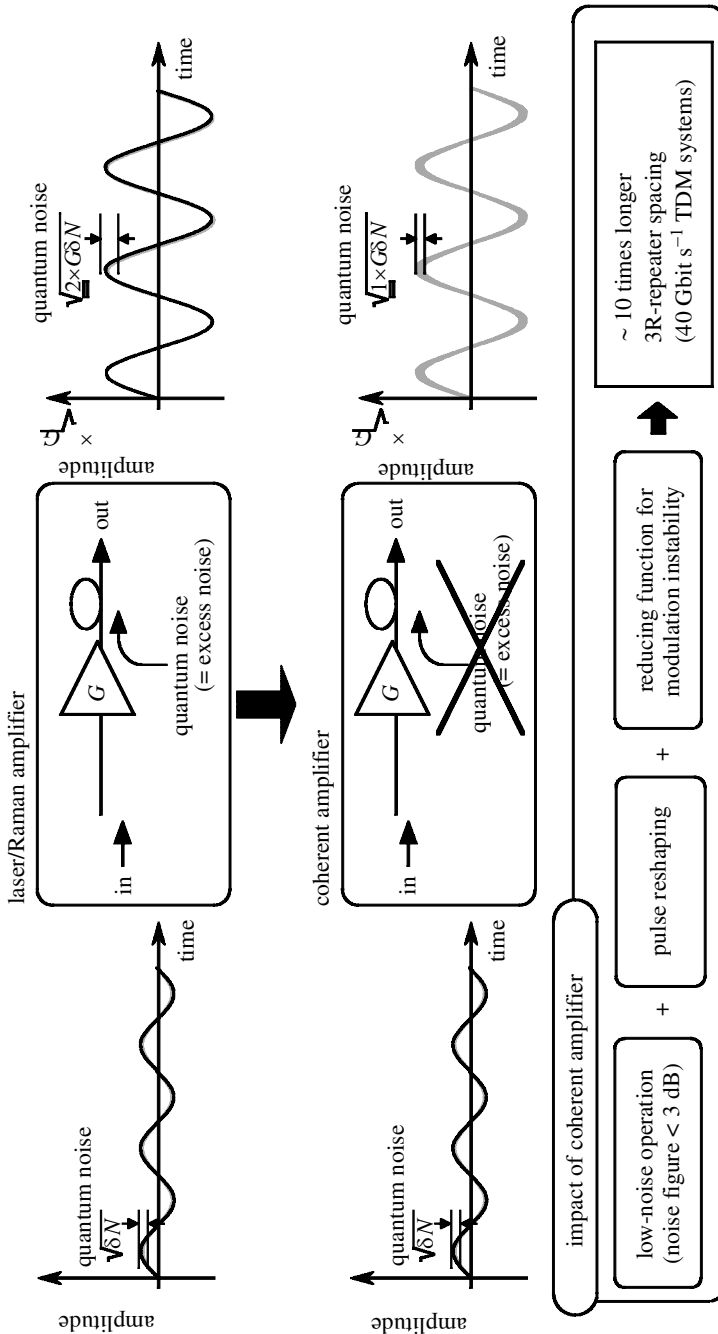 amplitude
quantum noise
√δN
time
laser/Raman amplifier
in
G
out
quantum noise
(= excess noise)
amplitude
× √G
quantum noise
√2×GδN
time
amplitude
quantum noise
√δN
time
coherent amplifier
in
G
out
quantum noise
(= excess noise)
amplitude
× √G
quantum noise
√1×GδN
time
impact of coherent amplifier
low-noise operation
(noise figure < 3 dB)
+
pulse reshaping
+
reducing function for
modulation instability
~ 10 times longer
3R-repeater spacing
(40 Gbit s⁻¹ TDM systems)